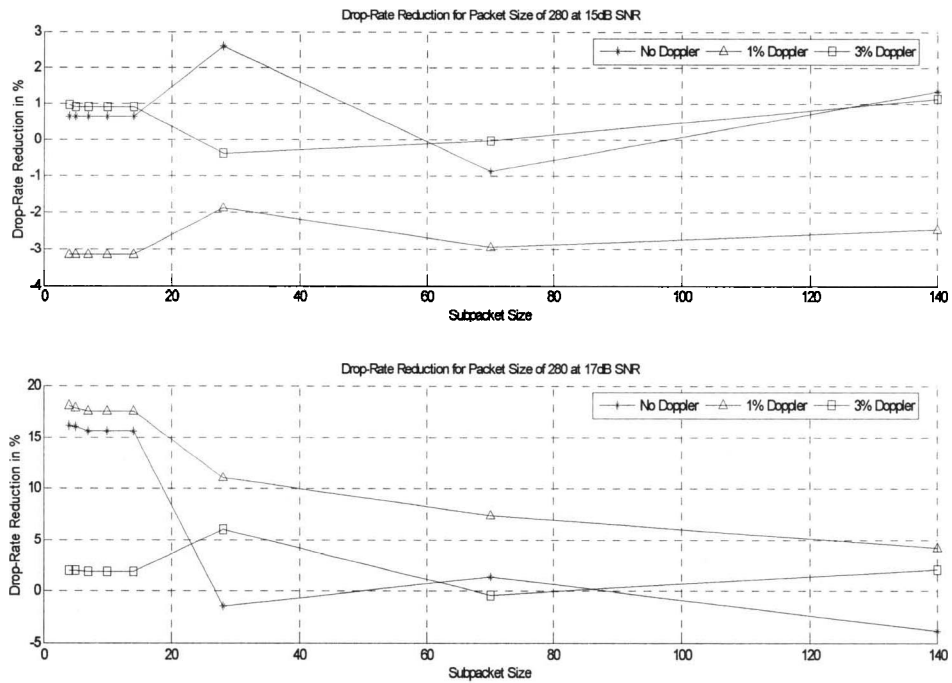 Drop-Rate Reduction for Packet Size of 280 at 15dB SNR
Drop-Rate Reduction in %
3
2
1
0
-1
-2
-3
-4
No Doppler
1% Doppler
3% Doppler
0 20 40 60 80 100 120 140
Subpacket Size
Drop-Rate Reduction for Packet Size of 280 at 17dB SNR
Drop-Rate Reduction in %
20
15
10
5
0
-5
No Doppler
1% Doppler
3% Doppler
0 20 40 60 80 100 120 140
Subpacket Size